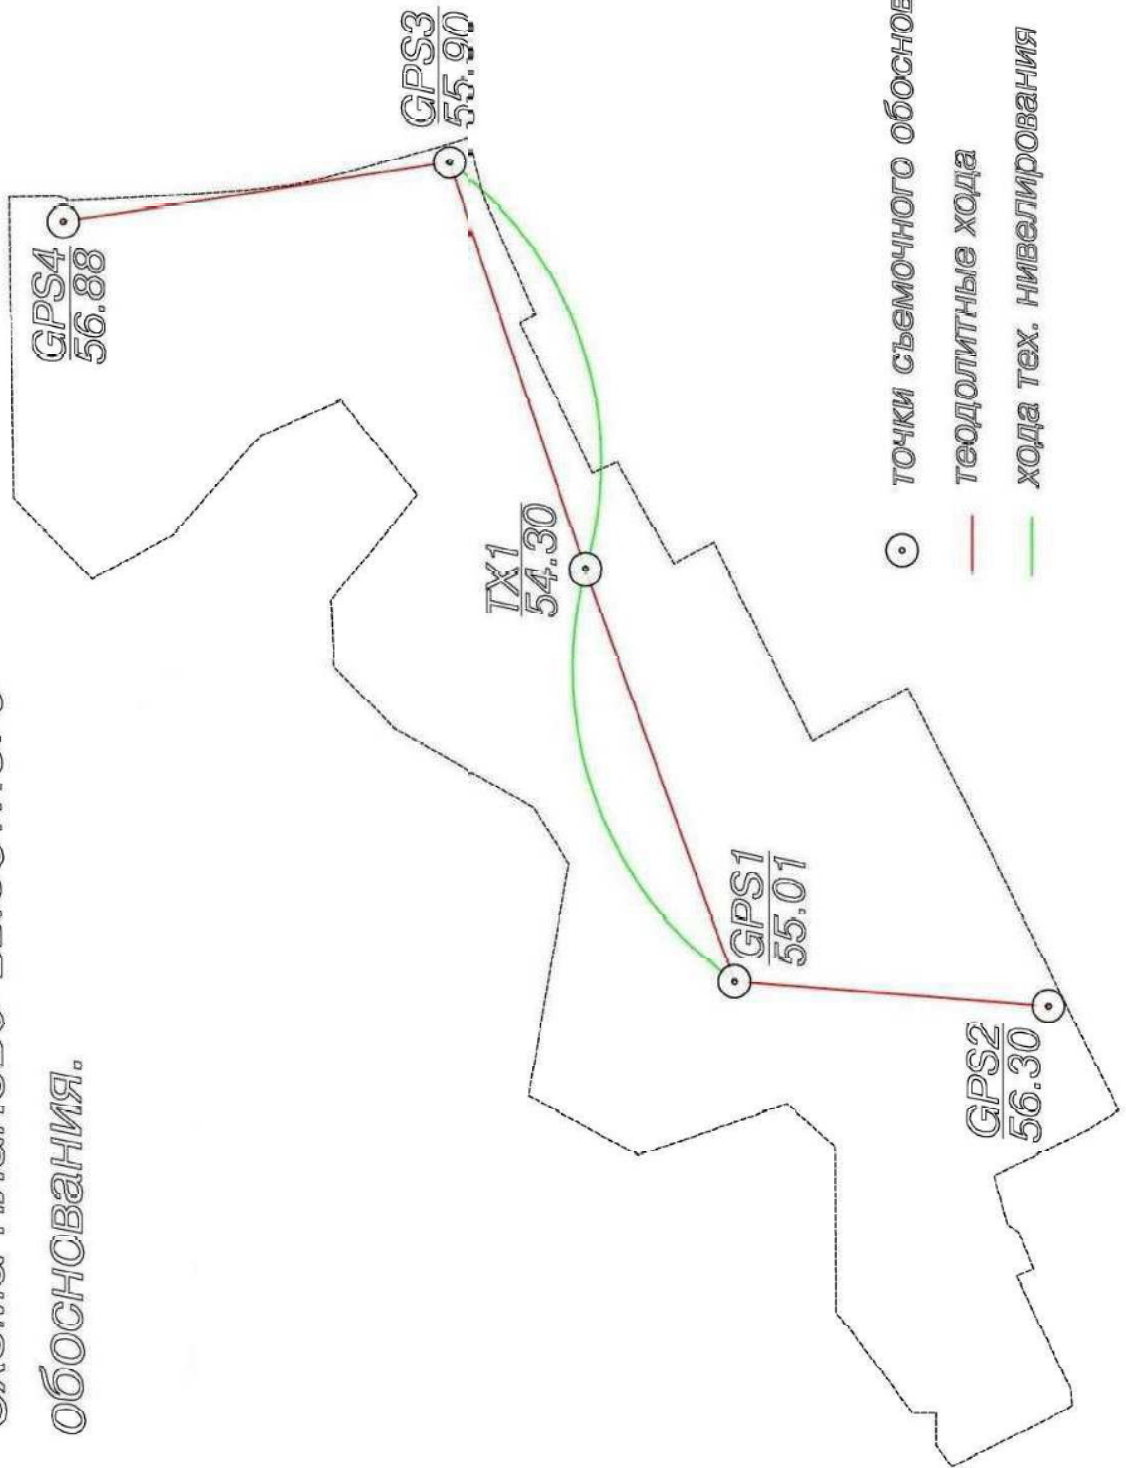 обоснования.
GPS4
56.88
GPS3
55.90
TX1
54.30
GPS1
55.01
GPS2
56.30
точки съемочного
теодолитные хода
хода тех. нивелирования